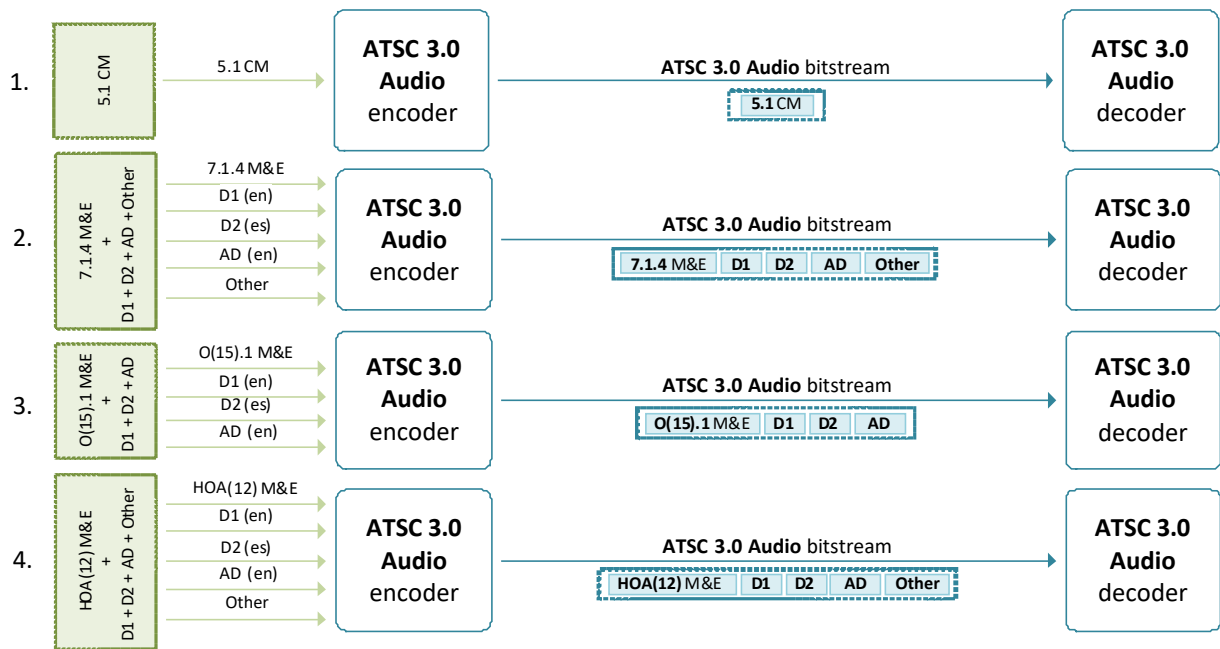 1.
5.1 CM
5.1 CM
ATSC 3.0
Audio
encoder
ATSC 3.0 Audio bitstream
5.1 CM
ATSC 3.0
Audio
decoder
2.
7.1.4 M&E
+
D1 + D2 + AD + Other
7.1.4 M&E
D1 (en)
D2 (es)
AD (en)
Other
ATSC 3.0
Audio
encoder
ATSC 3.0 Audio bitstream
7.1.4 M&E D1 D2 AD Other
ATSC 3.0
Audio
decoder
3.
O(15).1 M&E
+
D1 + D2 + AD
O(15).1 M&E
D1 (en)
D2 (es)
AD (en)
ATSC 3.0
Audio
encoder
ATSC 3.0 Audio bitstream
O(15).1 M&E D1 D2 AD
ATSC 3.0
Audio
decoder
4.
HOA(12) M&E
+
D1 + D2 + AD + Other
HOA(12) M&E
D1 (en)
D2 (es)
AD (en)
Other
ATSC 3.0
Audio
encoder
ATSC 3.0 Audio bitstream
HOA(12) M&E D1 D2 AD Other
ATSC 3.0
Audio
decoder